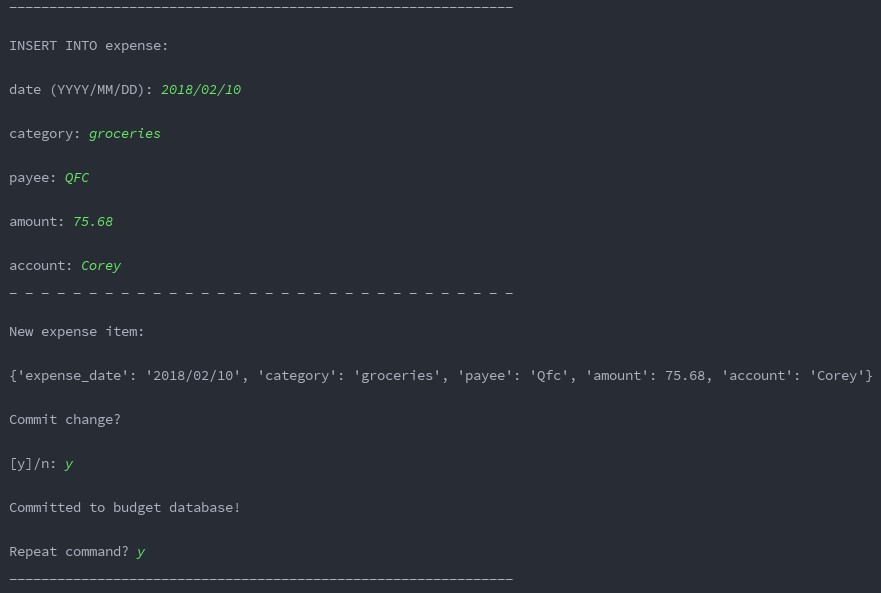 INSERT INTO expense:
date (YYYY/MM/DD): 2018/02/10
category: groceries
payee: QFC
amount: 75.68
account: Corey
New expense item:
{'expense_date': '2018/02/10', 'category': 'groceries', 'payee': 'Qfc', 'amount': 75.68, 'account': 'Corey'}
Commit change?
[y]/n: y
Committed to budget database!
Repeat command? y